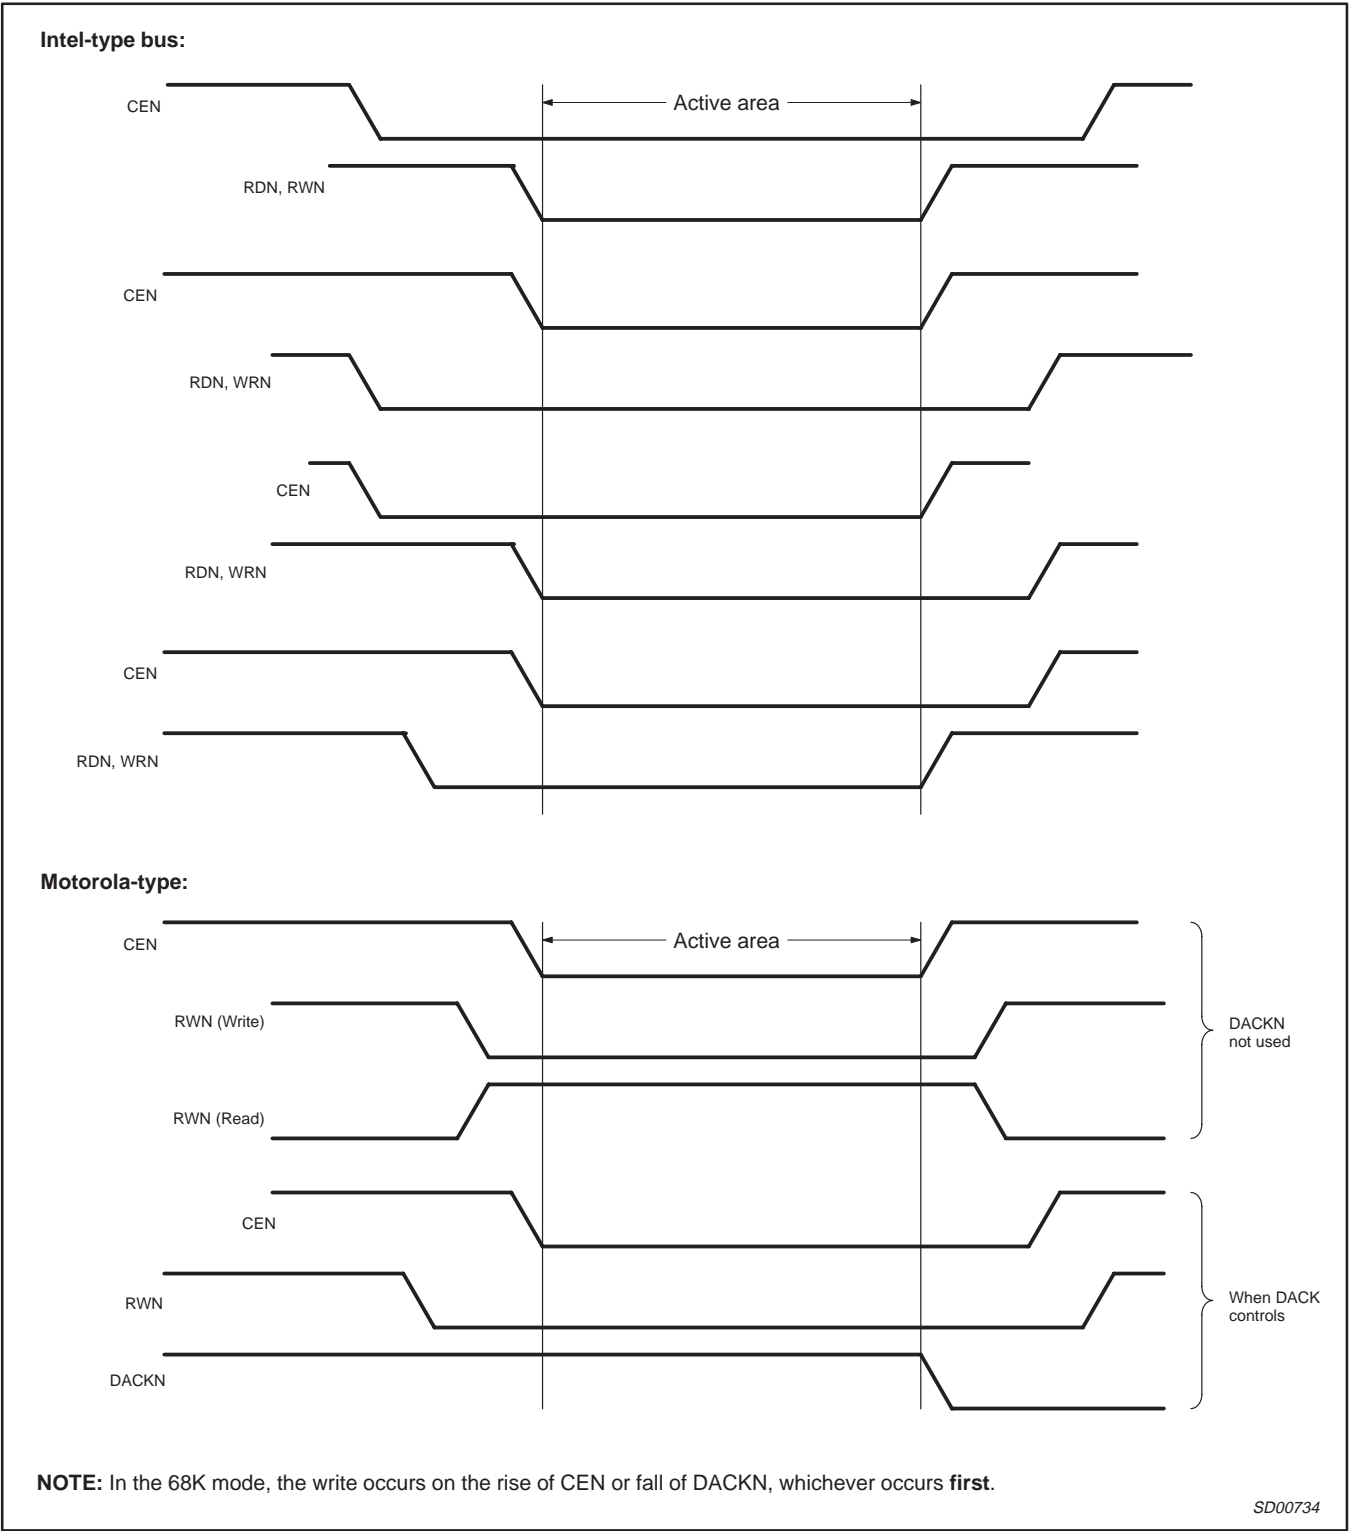 Intel-type bus:
CEN
Active area
RDN, RWN
CEN
RDN, WRN
CEN
RDN, WRN
CEN
RDN, WRN
Motorola-type:
CEN
Active area
RWN (Write)
DACKN
not used
RWN (Read)
CEN
RWN
When DACK
controls
DACKN
NOTE: In the 68K mode, the write occurs on the rise of CEN or fall of DACKN, whichever occurs first.
SD00734